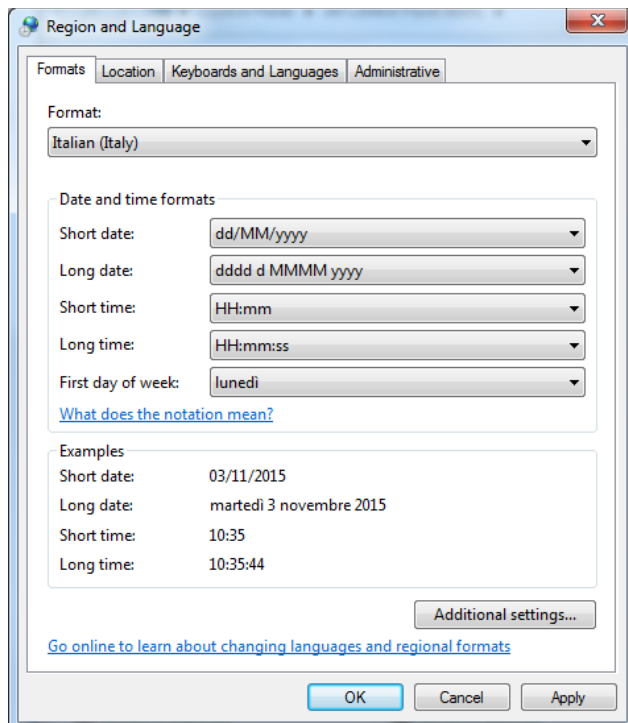 Region and Language
Formats Location Keyboards and Languages Administrative
Format:
Italian (Italy)
Date and time formats
Short date: dd/MM/yyyy
Long date: dddd d MMMM yyyy
Short time: HH:mm
Long time: HH:mm:ss
First day of week: lunedì
What does the notation mean?
Examples
Short date: 03/11/2015
Long date: martedì 3 novembre 2015
Short time: 10:35
Long time: 10:35:44
Additional settings...
Go online to learn about changing languages and regional formats
OK Cancel Apply